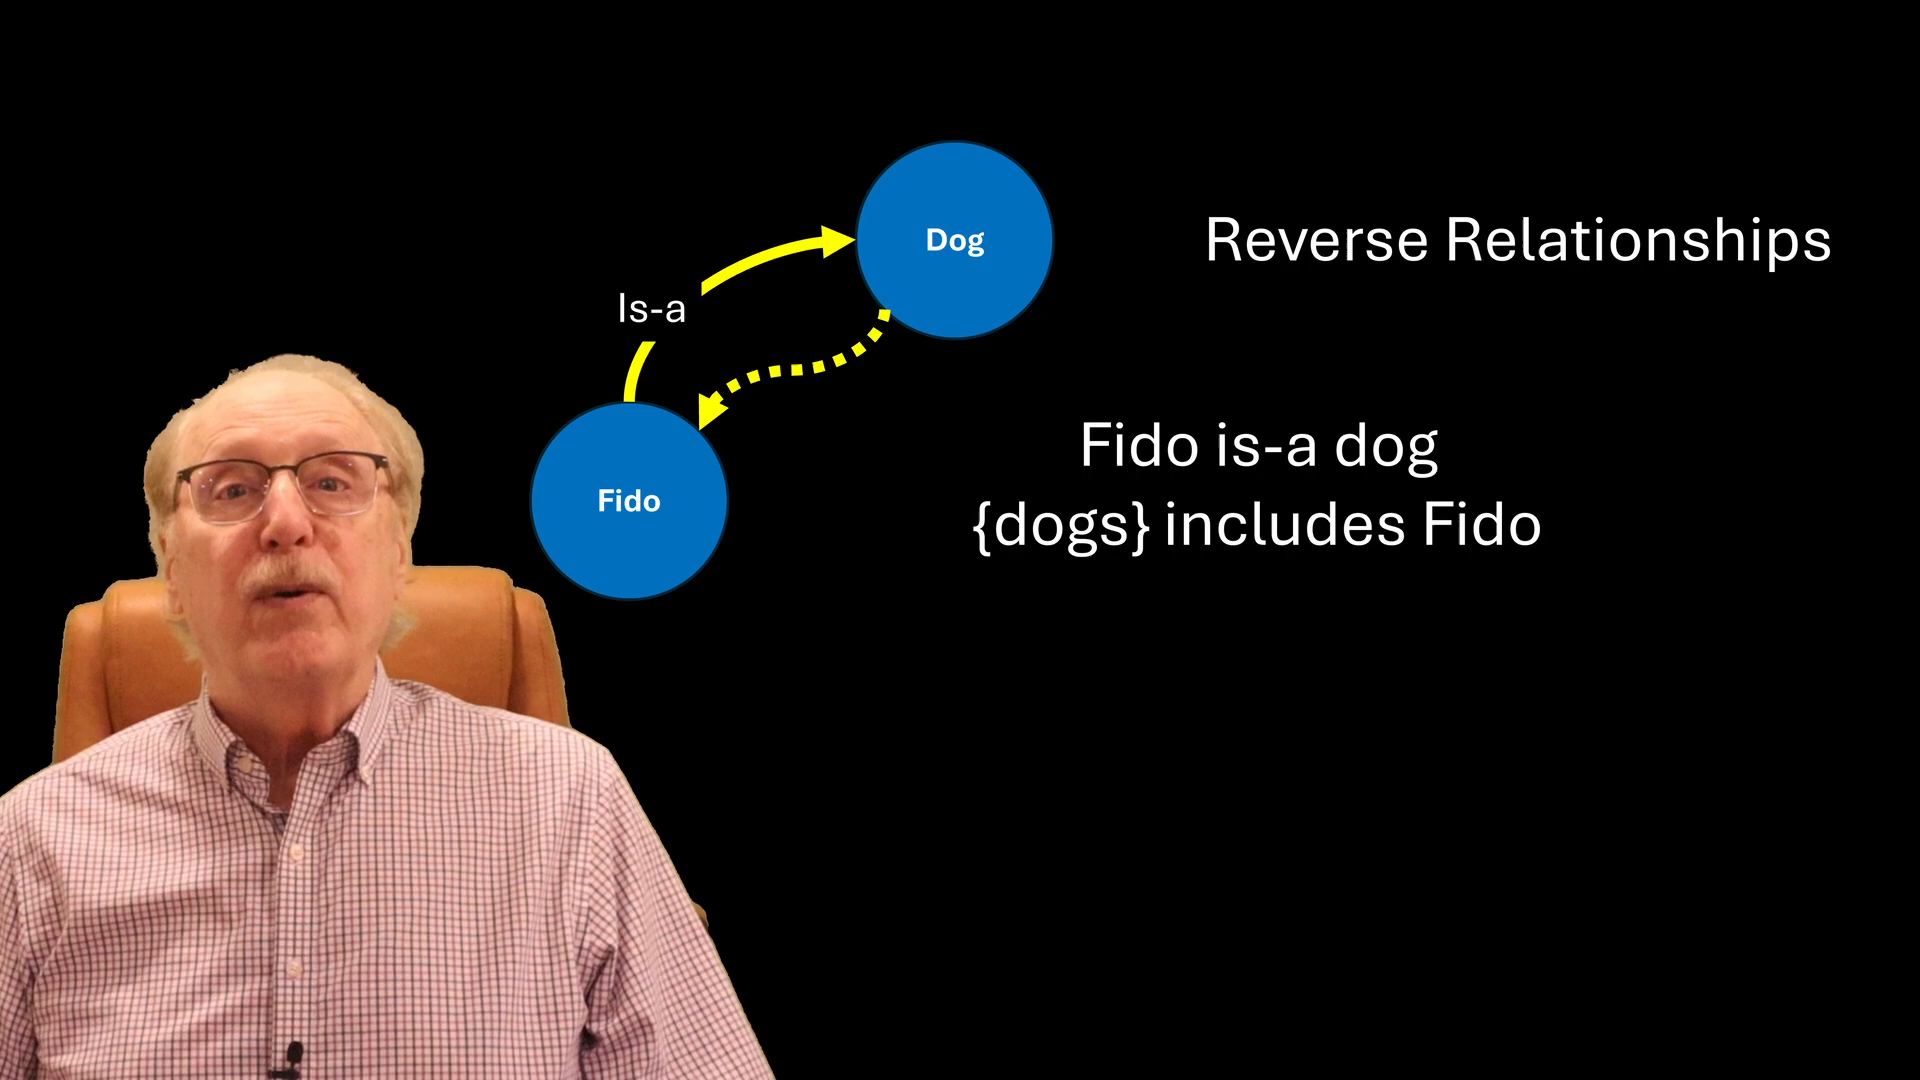 Dog
Reverse Relationships
Is-a
Fido is-a dog
Fido
{dogs} includes Fido